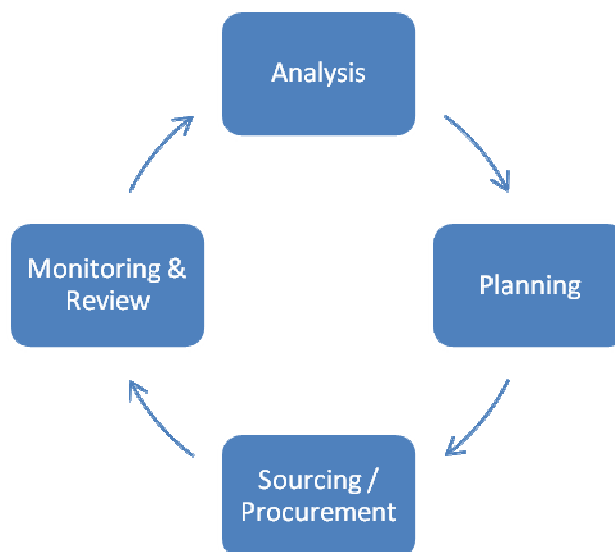 Analysis
Planning
Sourcing /
Procurement
Monitoring &
Review